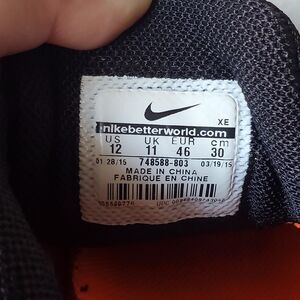 XE
nikebetterworld.com
US UK EUR cm
12 11 46 30
01 28/15 748588-803 03/19/15
MADE IN CHINA
FABRIQUE EN CHINE